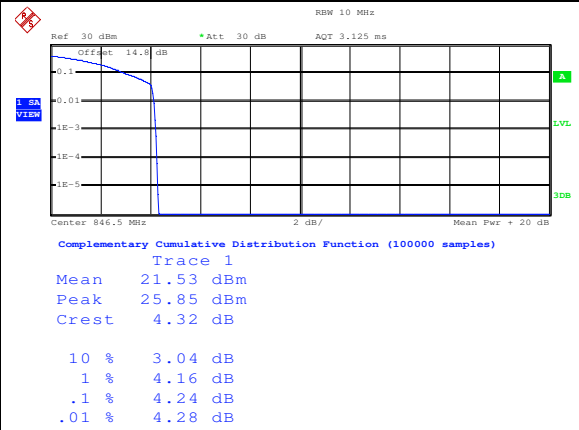 R S
RBW 10 MHz
Ref 30 dBm *Att 30 dB AQT 3.125 ms
Offset 14.8 dB
0.1
A
0.01
1 SA
VIEW
1E-3
LVL
1E-4
1E-5
3DB
Center 846.5 MHz 2 dB/ Mean Pwr + 20 dB
Complementary Cumulative Distribution Function (100000 samples)
Trace 1
Mean 21.53 dBm
Peak 25.85 dBm
Crest 4.32 dB
10 % 3.04 dB
1 % 4.16 dB
.1 % 4.24 dB
.01 % 4.28 dB